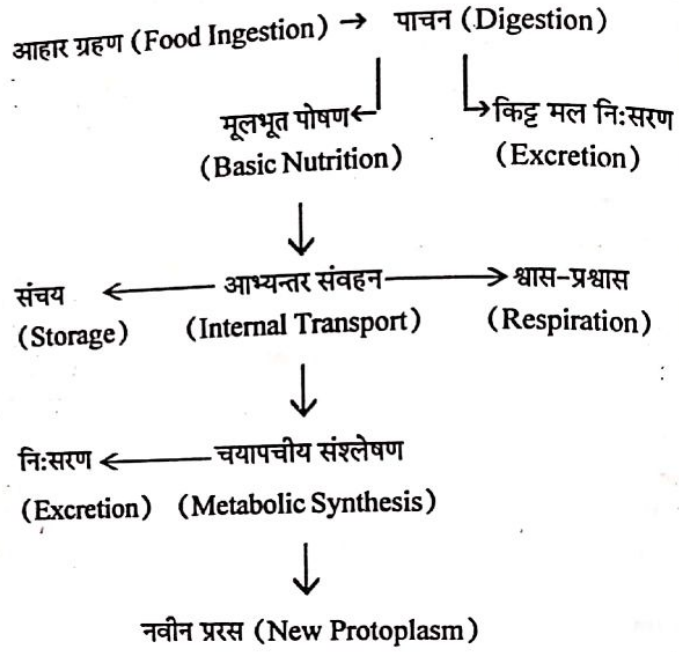 आहार ग्रहण (Food Ingestion) → पाचन (Digestion)
मूलभूत पोषण← →किट्ट मल नि:सरण
(Basic Nutrition) (Excretion)
↓
संचय ← आभ्यन्तर संवहन → श्वास-प्रश्वास
(Storage) (Internal Transport) (Respiration)
↓
नि:सरण ← चयापचीय संश्लेषण
(Excretion) (Metabolic Synthesis)
↓
नवीन प्ररस (New Protoplasm)